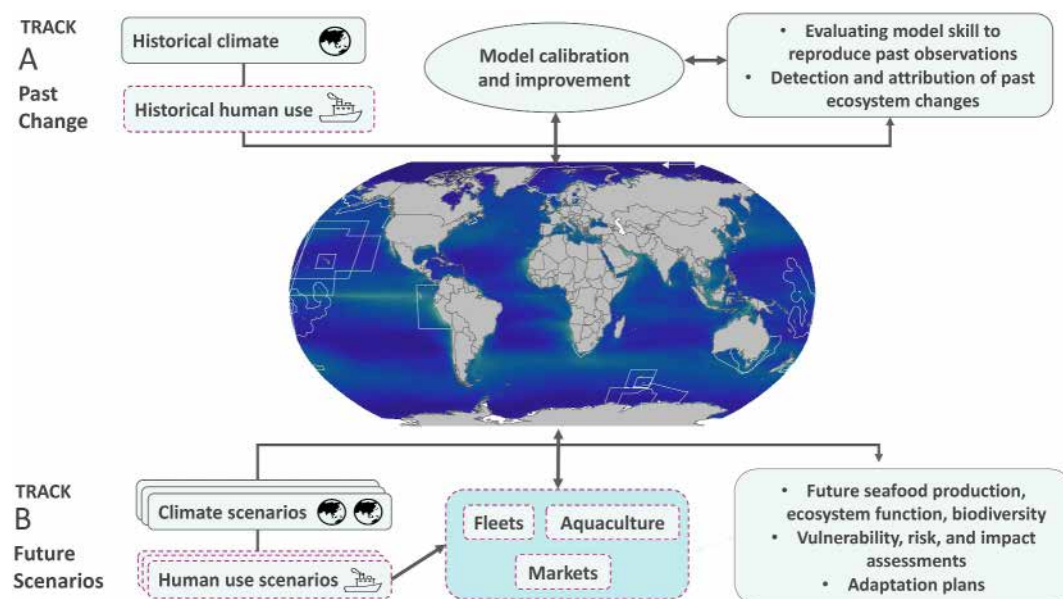 TRACK
A
Past
Change
Historical climate
Historical human use
Model calibration
and improvement
• Evaluating model skill to
reproduce past observations
• Detection and attribution of past
ecosystem changes
TRACK
B
Future
Scenarios
Climate scenarios
Human use scenarios
Fleets
Aquaculture
Markets
• Future seafood production,
ecosystem function, biodiversity
• Vulnerability, risk, and impact
assessments
• Adaptation plans